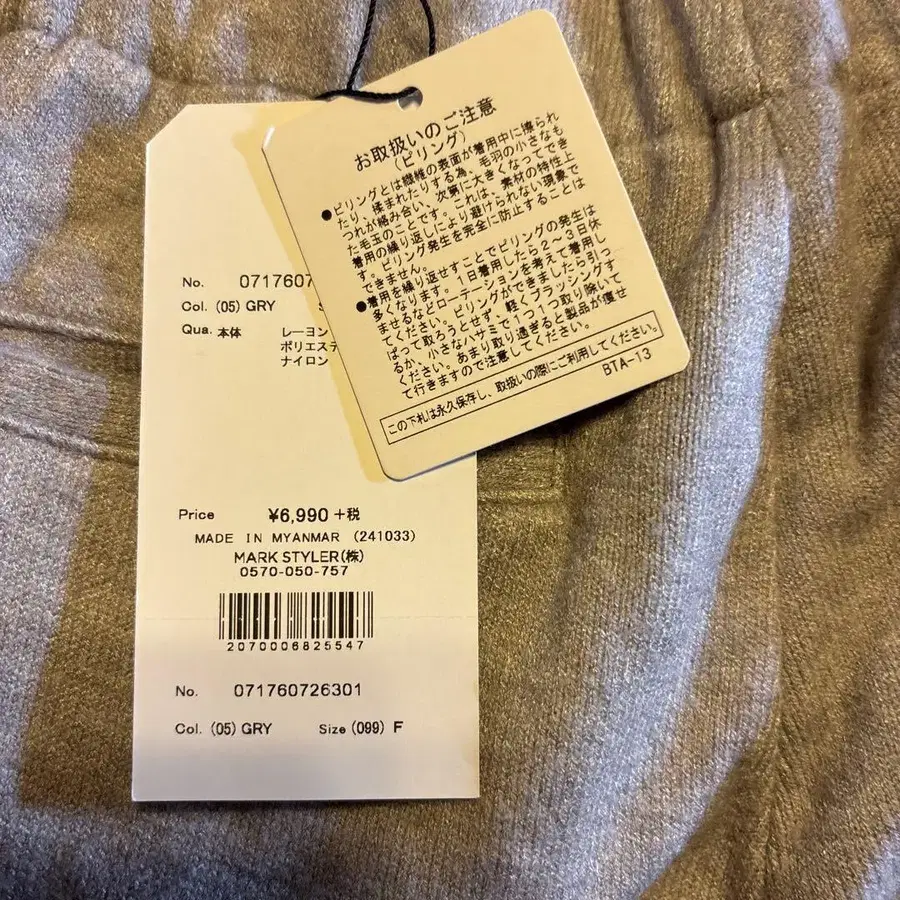 お取扱いのご注意
(ピリング)
●ピリングとは繊維の表面が着用中に擦られ
たり、揉まれたりする為、毛羽の小さなも
つれが絡み合い、次第に大きくなってでき
た毛玉のことです。これは、素材の特性上
着用の繰り返しにより避けられない現象で
す。ピリング発生を完全に防止することは
できません。
●着用を繰り返せすことでピリングの発生は
多くなります。1日着用したら2〜3日休
ませるなどローテーションを考えて着用し
てください。ピリングができましたら引っ
ぱって取ろうとせず、軽くブラッシングす
るか、小さなハサミで1つ1つ取り除いて
ください。あまり取り過ぎると製品が痩せ
て行きますので注意してください。
この下札は永久保存し、取扱いの際にご利用してください。
BTA-13
No. 07176072
Col. (05) GRY S
Qua. 本体 レーヨン
ポリエステ
ナイロン
Price ¥6,990 +税
MADE IN MYANMAR (241033)
MARK STYLER(株)
0570-050-757
2070006825547
No. 071760726301
Col. (05) GRY Size (099) F